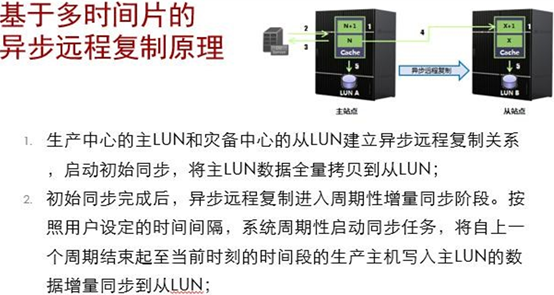 基于多时间片的
异步远程复制原理
N+1
1
N
Cache
2
3
4
5
LUN A
主站点
异步远程复制
X+1
1
X
Cache
5
LUN B
从站点
1. 生产中心的主LUN和灾备中心的从LUN建立异步远程复制关系
，启动初始同步，将主LUN数据全量拷贝到从LUN；
2. 初始同步完成后，异步远程复制进入周期性增量同步阶段。按
照用户设定的时间间隔，系统周期性启动同步任务，将自上一
个周期结束起至当前时刻的时间段的生产主机写入主LUN的数
据增量同步到从LUN；